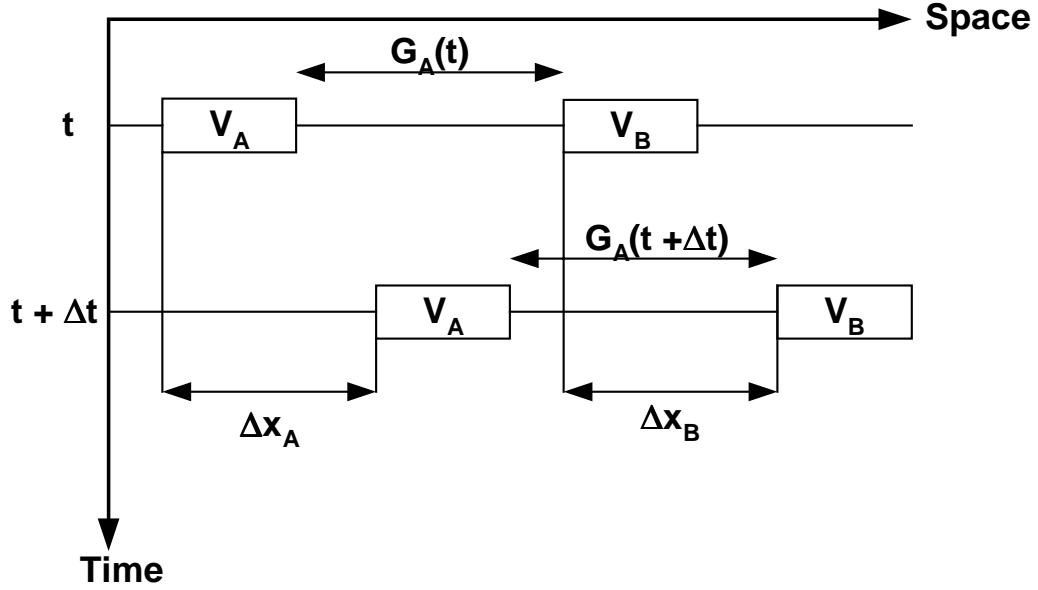 Space
G_A(t)
t
V_A
V_B
G_A(t +Δt)
t + Δt
V_A
V_B
Δx_A
Δx_B
Time